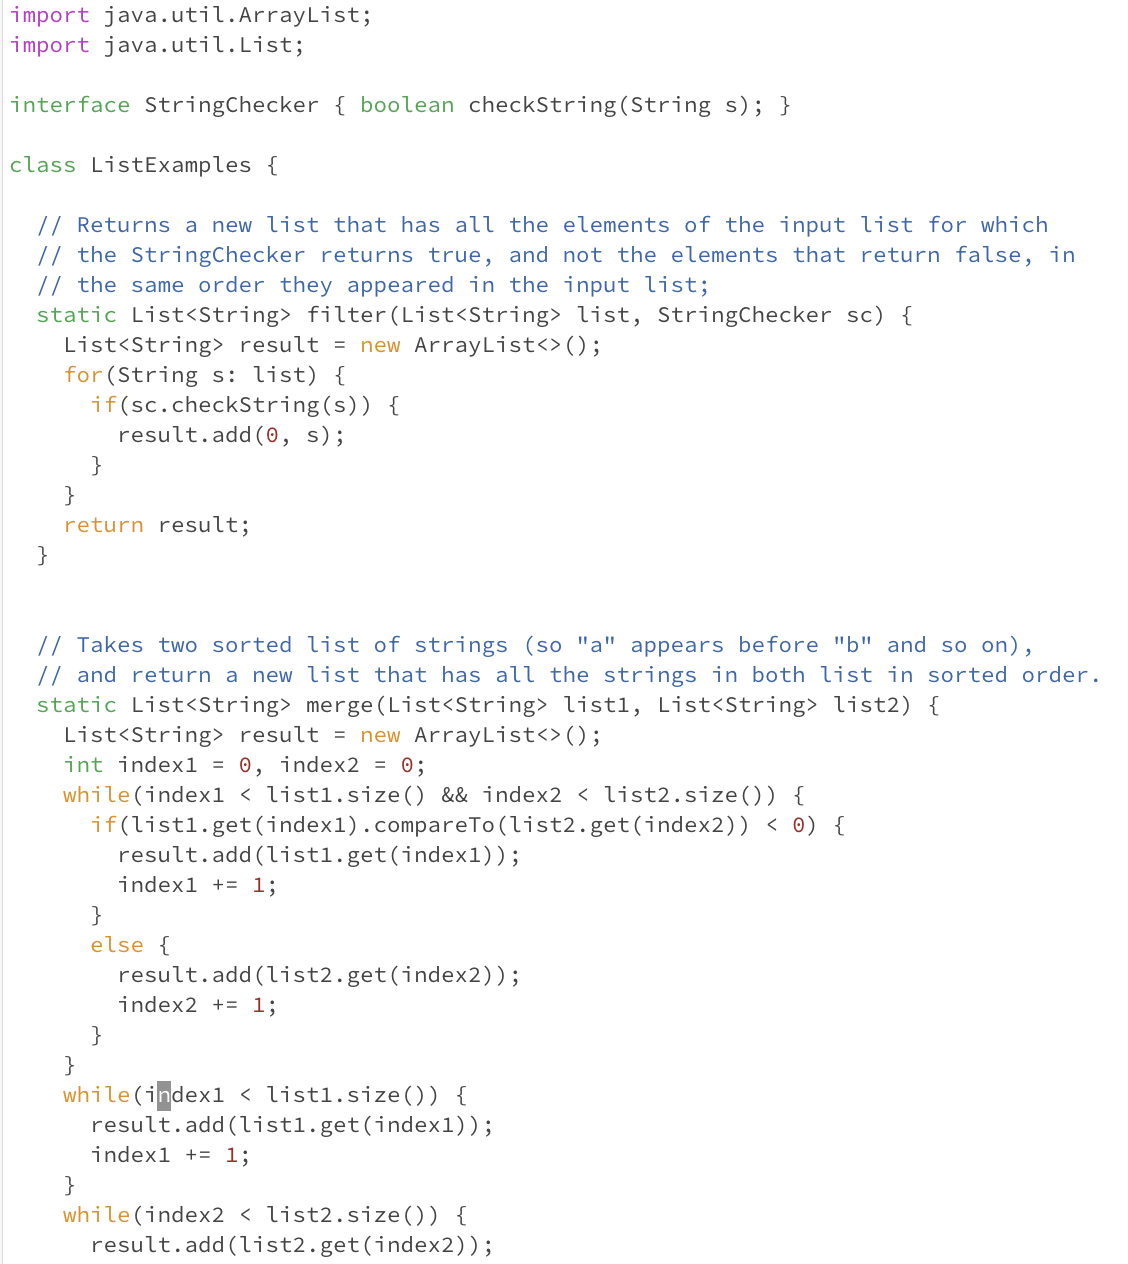 import java.util.ArrayList;
import java.util.List;

interface StringChecker { boolean checkString(String s); }

class ListExamples {

  // Returns a new list that has all the elements of the input list for which
  // the StringChecker returns true, and not the elements that return false, in
  // the same order they appeared in the input list;
  static List<String> filter(List<String> list, StringChecker sc) {
    List<String> result = new ArrayList<>();
    for(String s: list) {
      if(sc.checkString(s)) {
        result.add(0, s);
      }
    }
    return result;
  }


  // Takes two sorted list of strings (so "a" appears before "b" and so on),
  // and return a new list that has all the strings in both list in sorted order.
  static List<String> merge(List<String> list1, List<String> list2) {
    List<String> result = new ArrayList<>();
    int index1 = 0, index2 = 0;
    while(index1 < list1.size() && index2 < list2.size()) {
      if(list1.get(index1).compareTo(list2.get(index2)) < 0) {
        result.add(list1.get(index1));
        index1 += 1;
      }
      else {
        result.add(list2.get(index2));
        index2 += 1;
      }
    }
    while(index1 < list1.size()) {
      result.add(list1.get(index1));
      index1 += 1;
    }
    while(index2 < list2.size()) {
      result.add(list2.get(index2));